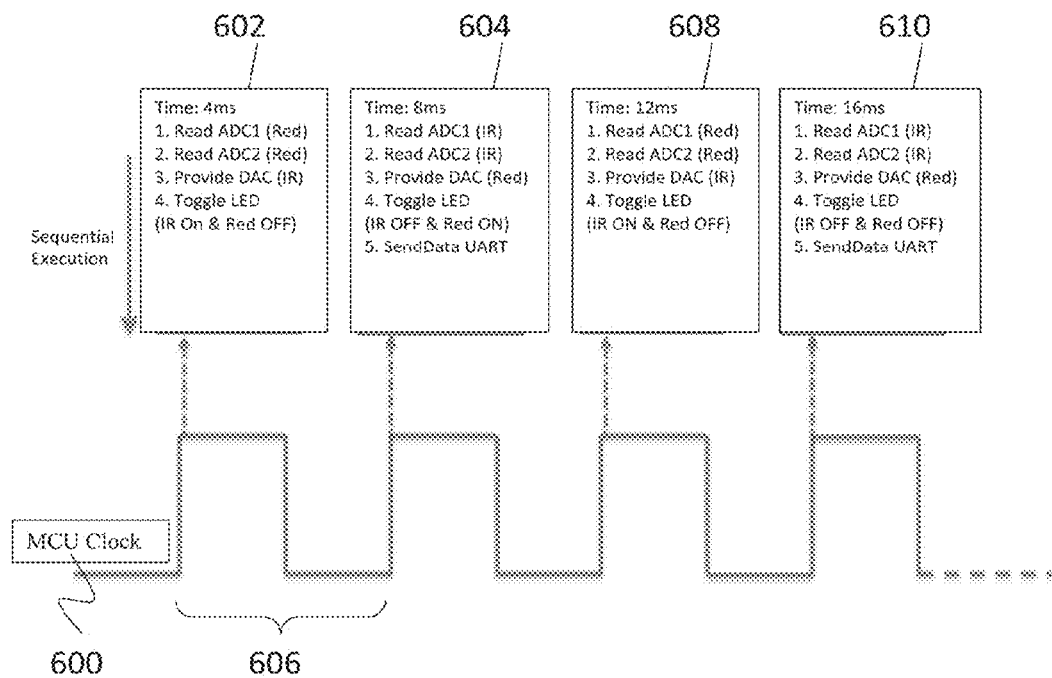 602
604
608
610
Time: 4ms
1. Read ADC1 (Red)
2. Read ADC2 (Red)
3. Provide DAC (IR)
4. Toggle LED
(IR On & Red OFF)
Time: 8ms
1. Read ADC1 (IR)
2. Read ADC2 (IR)
3. Provide DAC (Red)
4. Toggle LED
(IR OFF & Red ON)
5. SendData UART
Time: 12ms
1. Read ADC1 (Red)
2. Read ADC2 (Red)
3. Provide DAC (IR)
4. Toggle LED
(IR ON & Red OFF)
Time: 16ms
1. Read ADC1 (IR)
2. Read ADC2 (IR)
3. Provide DAC (Red)
4. Toggle LED
(IR OFF & Red OFF)
5. SendData UART
Sequential
Execution
MCU Clock
600
606